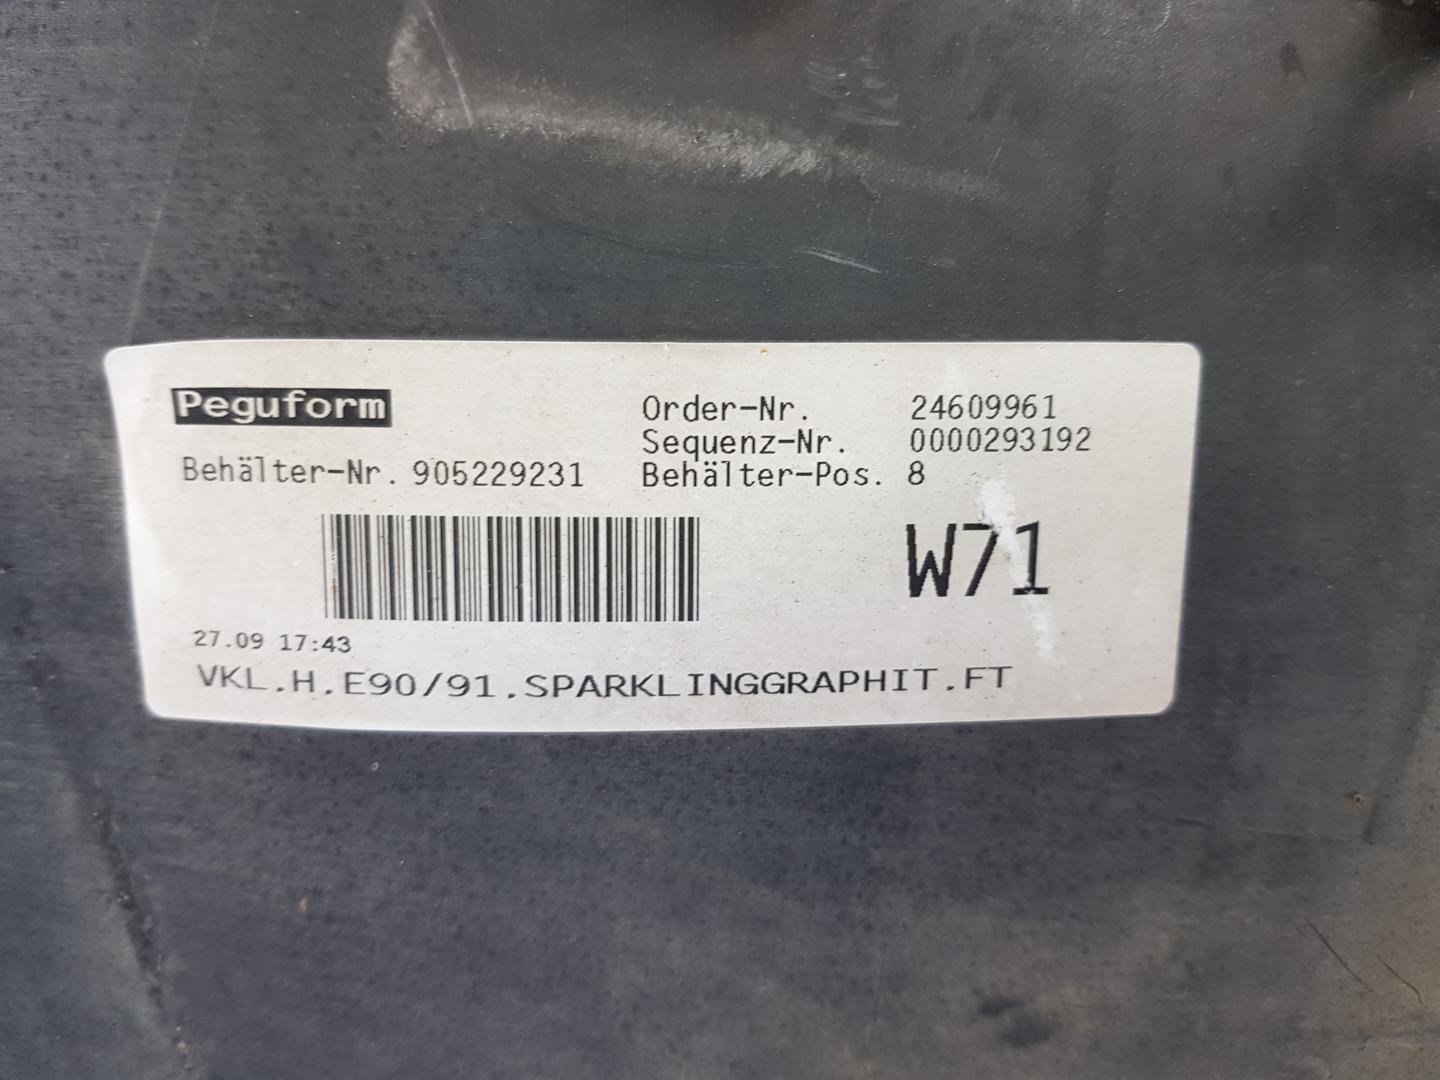 Peguform
Order-Nr. 24609961
Sequenz-Nr. 0000293192
Behälter-Nr. 905229231 Behälter-Pos. 8
W71
27.09 17:43
VKL.H.E90/91.SPARKLINGGRAPHIT.FT